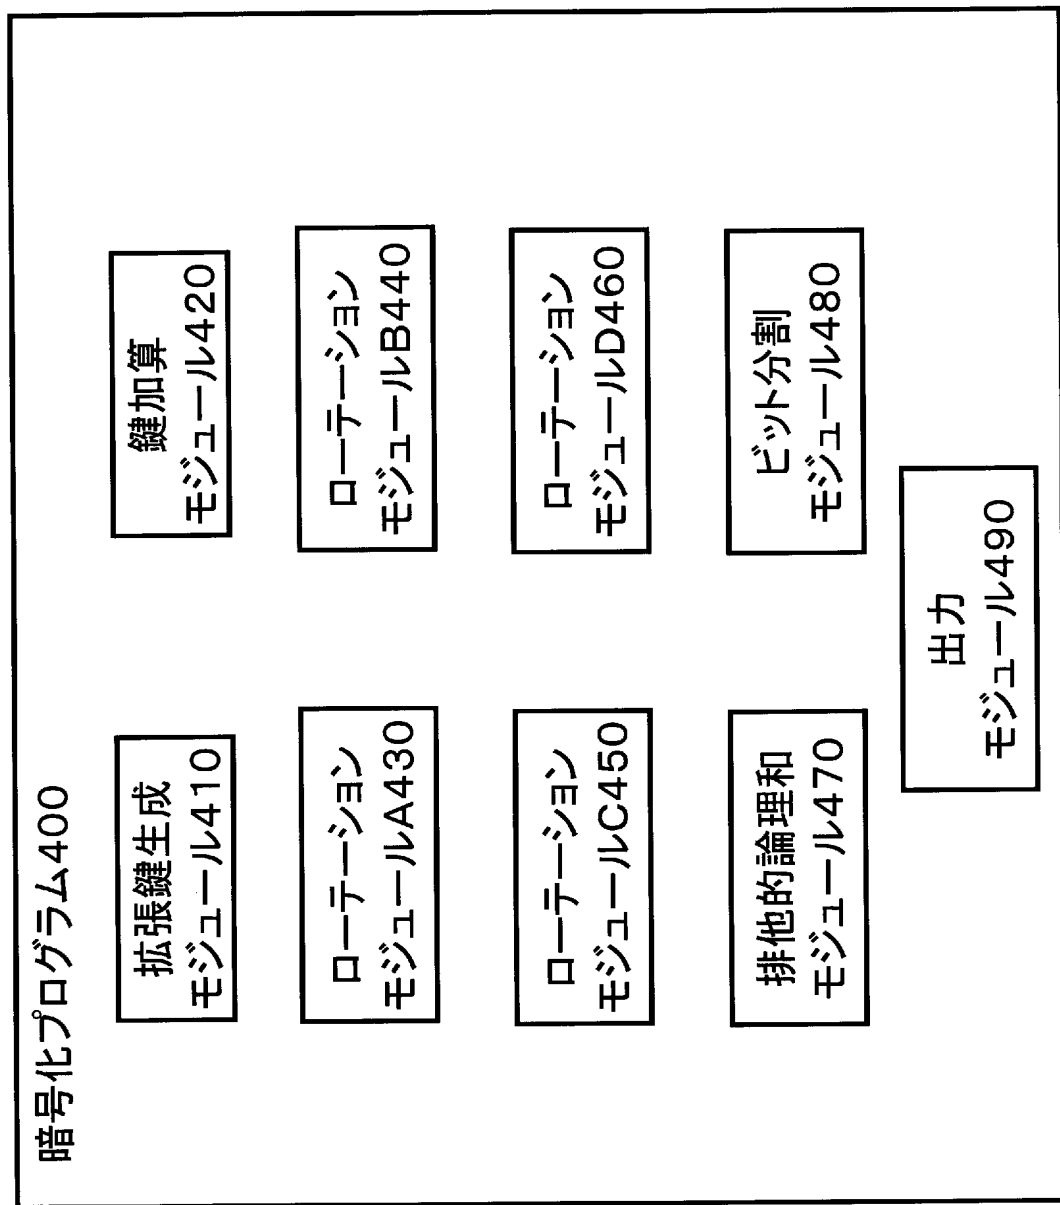 暗号化プログラム400
拡張鍵生成
モジュール410
鍵加算
モジュール420
ローテーション
モジュールA430
ローテーション
モジュールB440
ローテーション
モジュールC450
ローテーション
モジュールD460
排他的論理和
モジュール470
ビット分割
モジュール480
出力
モジュール490